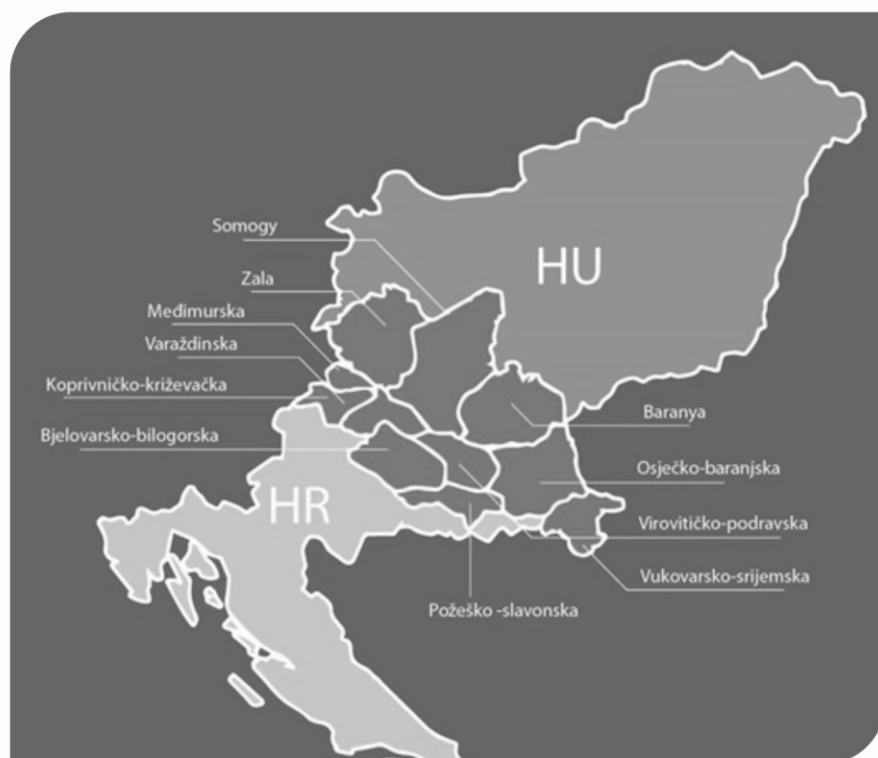 Somogy
HU
Zala
Međimurska
Varaždinska
Koprivničko-križevačka
Baranya
Bjelovarsko-bilogorska
Osječko-baranjska
HR
Virovitičko-podravska
Vukovarsko-srijemska
Požeško -slavonska